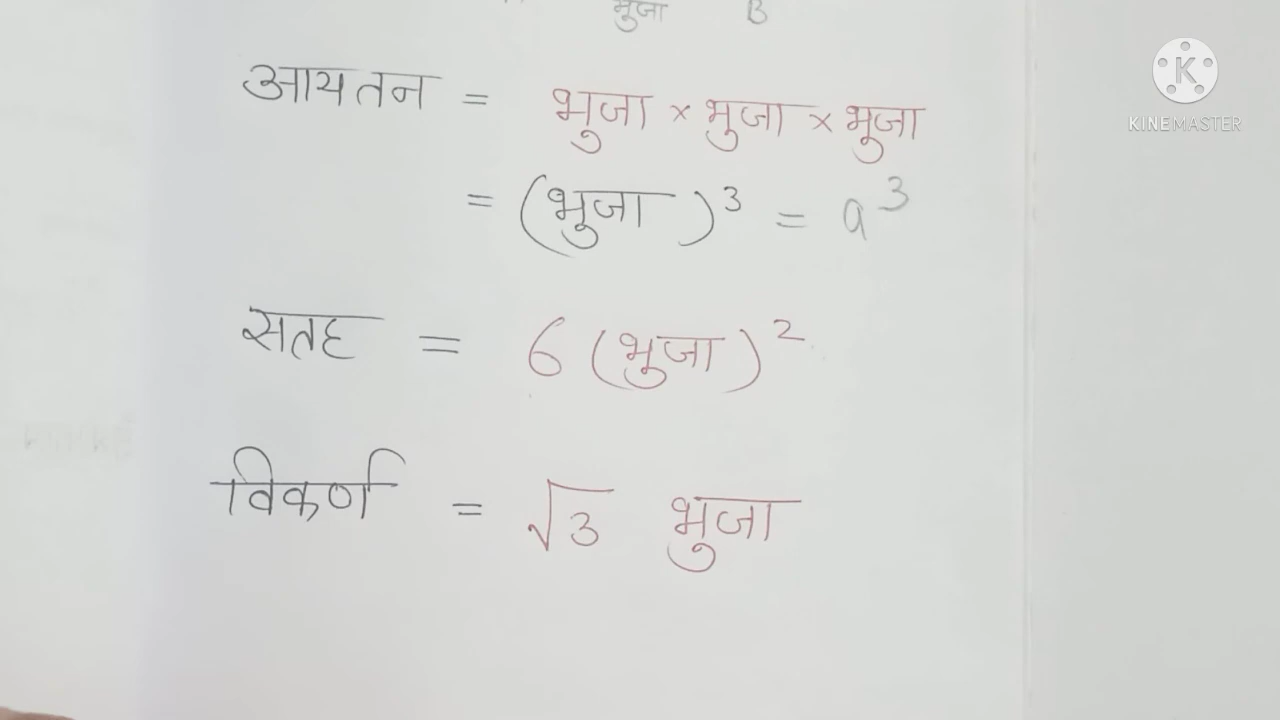 भुजा B
आयतन = भुजा × भुजा × भुजा
= (भुजा)³ = a³
सतह = 6 (भुजा)²
विकर्ण = √3 भुजा
K
KINEMASTER